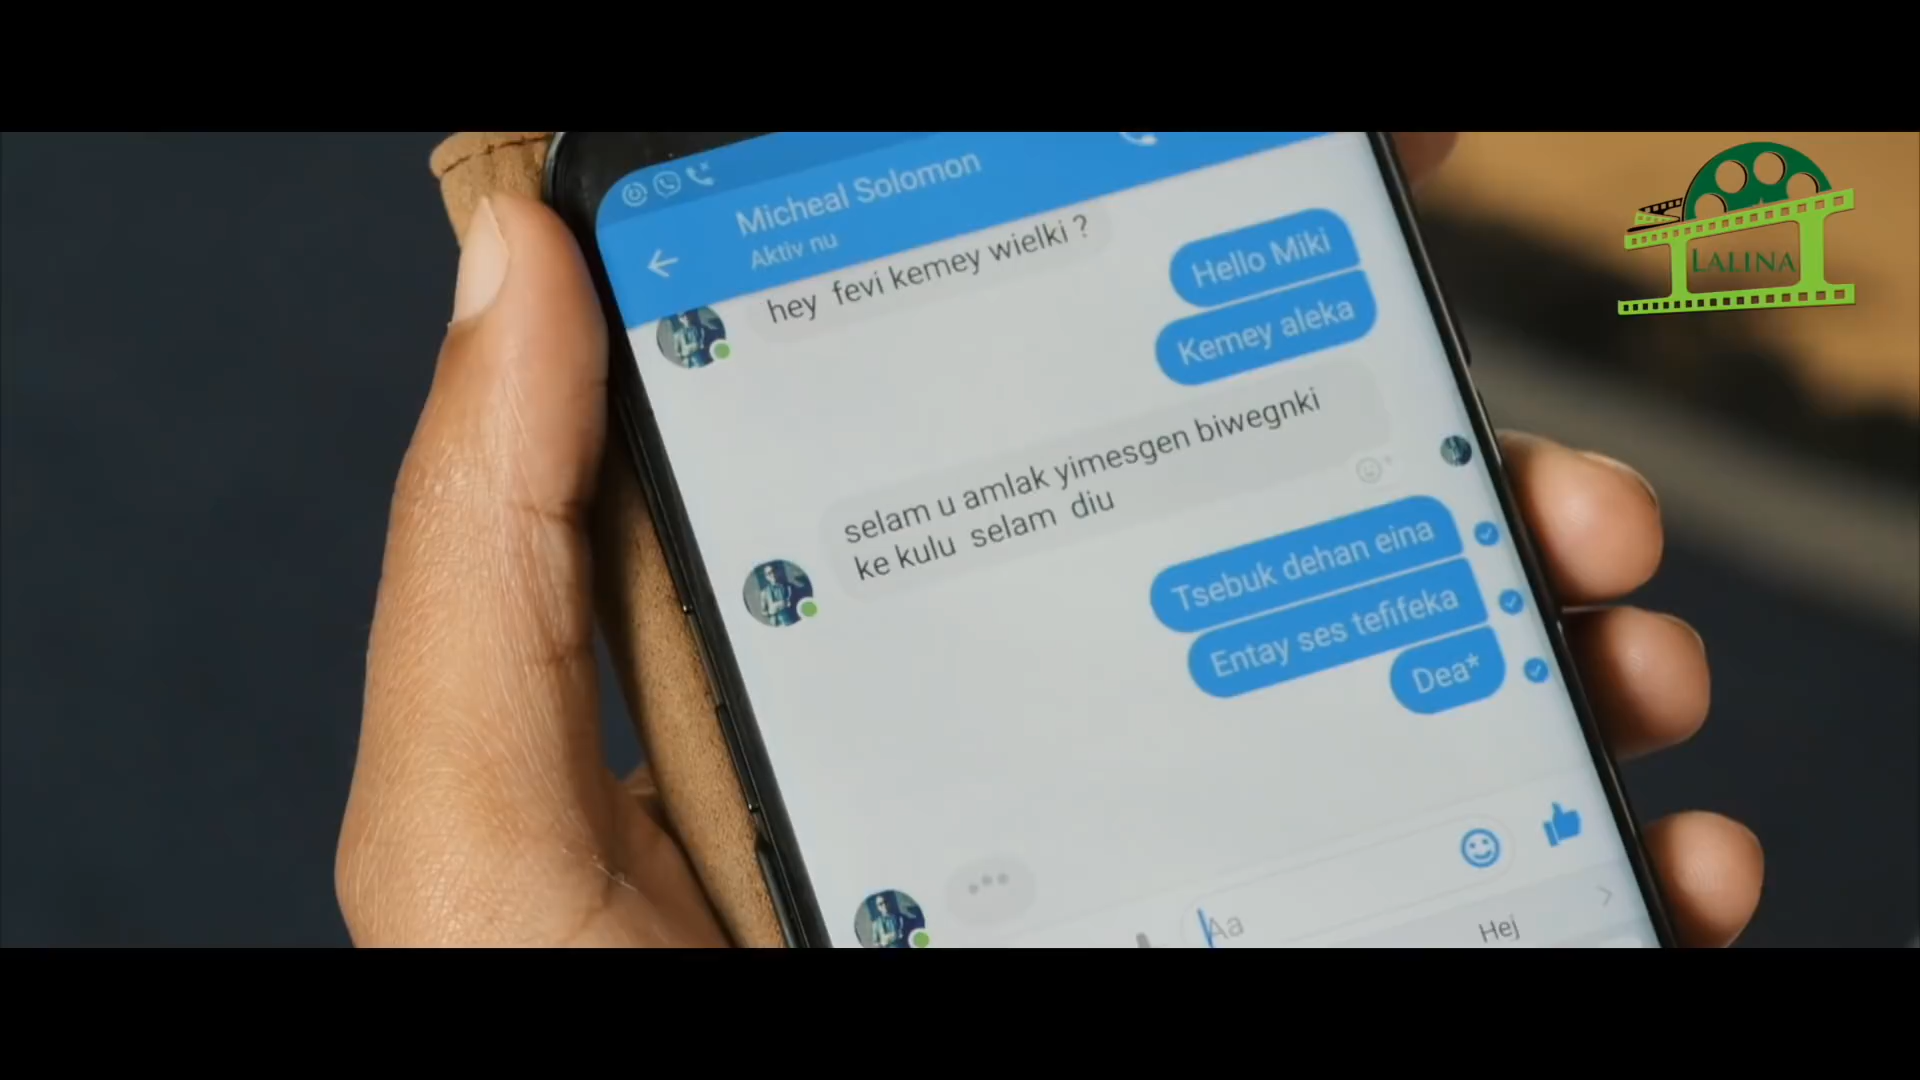 Micheal Solomon
Aktiv nu
hey fevi kemey wielki ?
Hello Miki
Kemey aleka
selam u amlak yimesgen biwegnki
ke kulu selam diu
Tsebuk dehan eina
Entay ses tefifeka
Dea*
Aa
Hej
LALINA